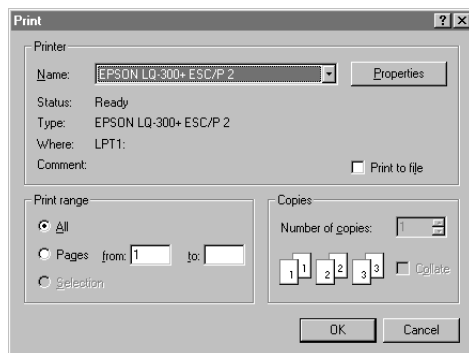 Print
Printer
Name: EPSON LQ-300+ ESC/P 2 Properties
Status: Ready
Type: EPSON LQ-300+ ESC/P 2
Where: LPT1:
Comment: Print to file
Print range
All
Pages from: 1 to:
Selection
Copies
Number of copies: 1
1 1 2 2 3 3 Collate
OK Cancel